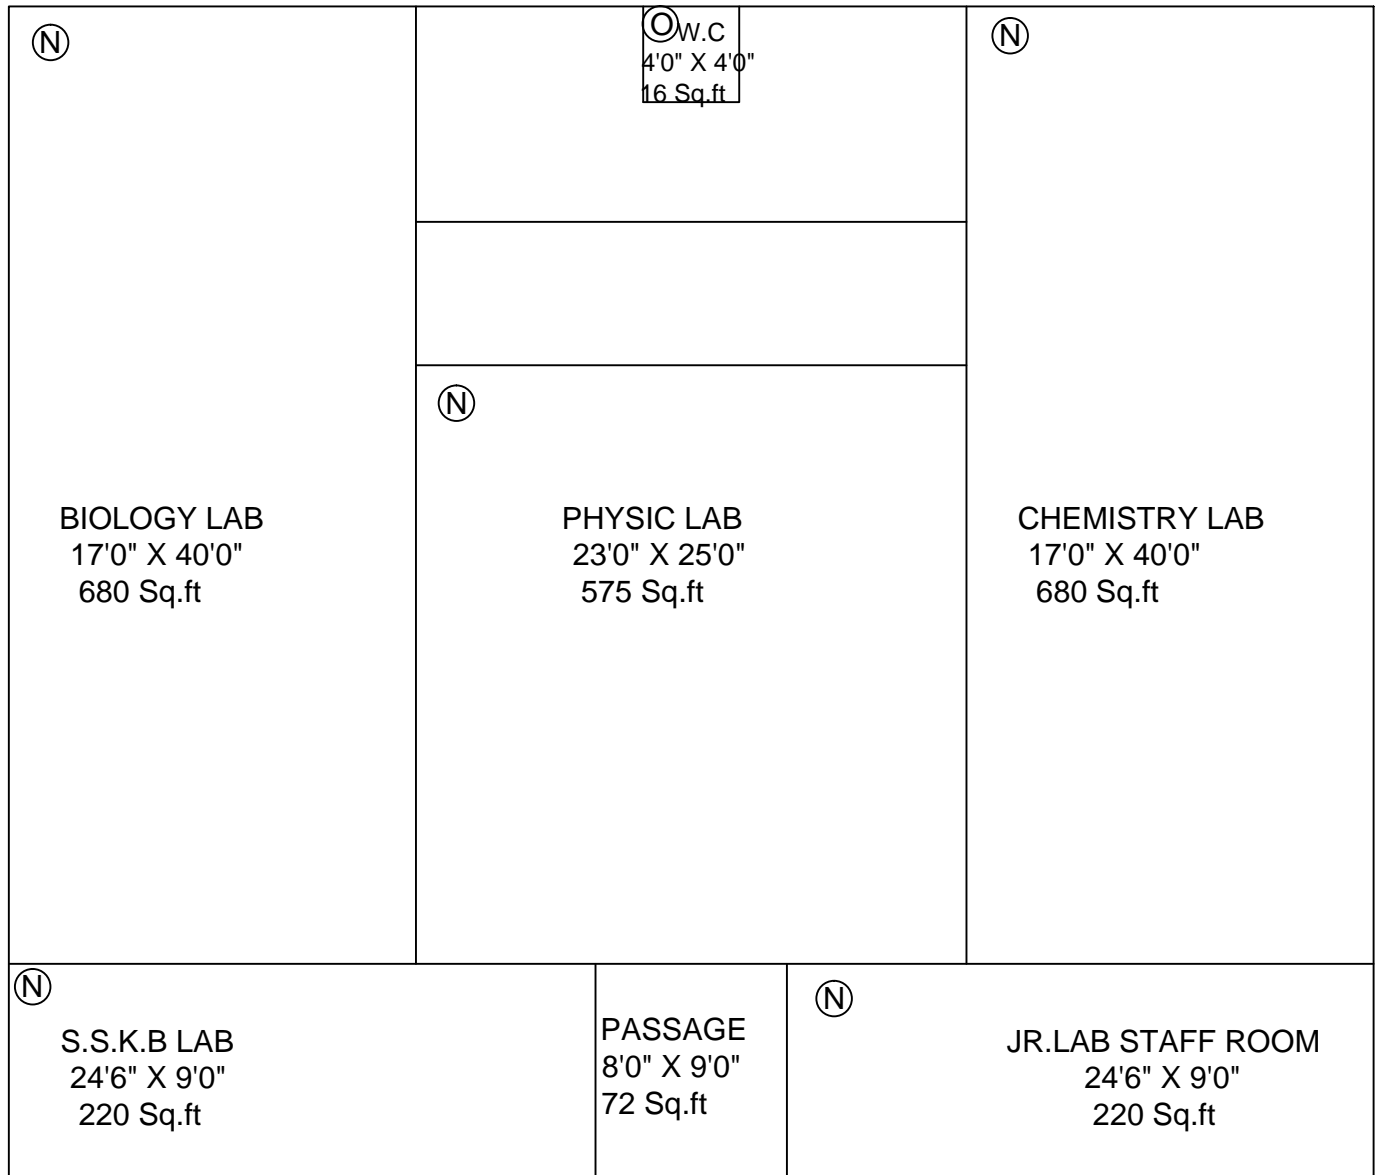 N
O
W.C
4'0" X 4'0"
16 Sq.ft
N
N
BIOLOGY LAB
17'0" X 40'0"
680 Sq.ft
PHYSIC LAB
23'0" X 25'0"
575 Sq.ft
CHEMISTRY LAB
17'0" X 40'0"
680 Sq.ft
N
S.S.K.B LAB
24'6" X 9'0"
220 Sq.ft
PASSAGE
8'0" X 9'0"
72 Sq.ft
N
JR.LAB STAFF ROOM
24'6" X 9'0"
220 Sq.ft